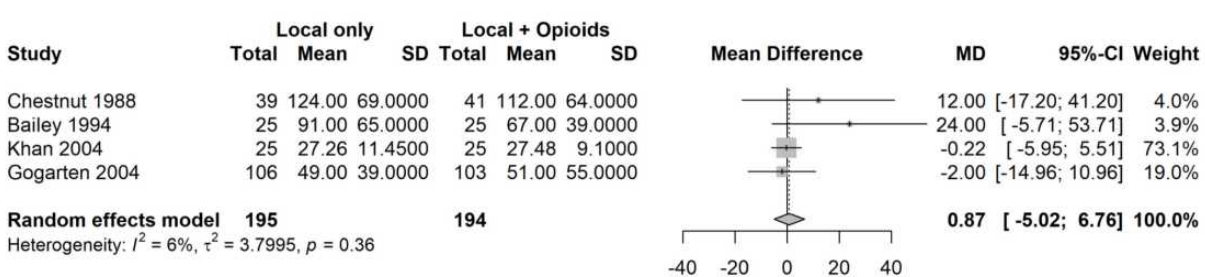 Local only Local + Opioids
Study Total Mean SD Total Mean SD Mean Difference MD 95%-CI Weight
Chestnut 1988 39 124.00 69.0000 41 112.00 64.0000 12.00 [-17.20; 41.20] 4.0%
Bailey 1994 25 91.00 65.0000 25 67.00 39.0000 24.00 [ -5.71; 53.71] 3.9%
Khan 2004 25 27.26 11.4500 25 27.48 9.1000 -0.22 [ -5.95; 5.51] 73.1%
Gogarten 2004 106 49.00 39.0000 103 51.00 55.0000 -2.00 [-14.96; 10.96] 19.0%
Random effects model 195 194 0.87 [ -5.02; 6.76] 100.0%
Heterogeneity: I² = 6%, τ² = 3.7995, p = 0.36
-40 -20 0 20 40